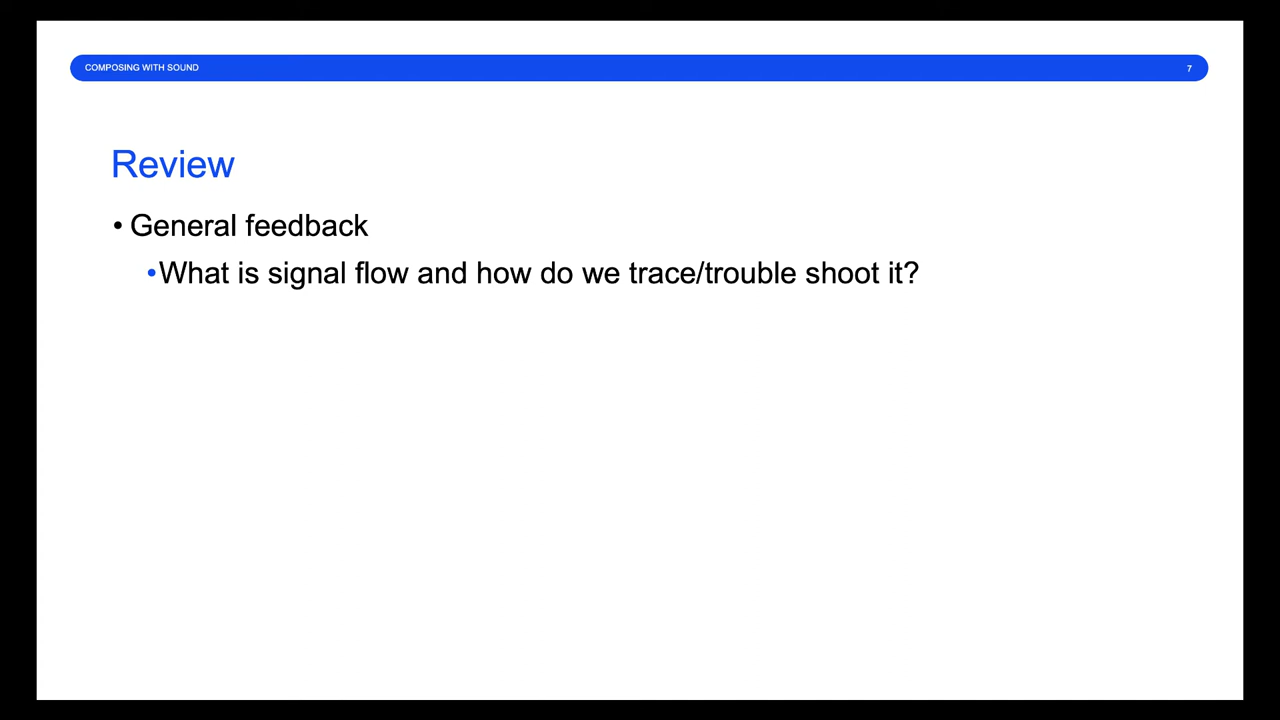 COMPOSING WITH SOUND
7
Review
• General feedback
•What is signal flow and how do we trace/trouble shoot it?